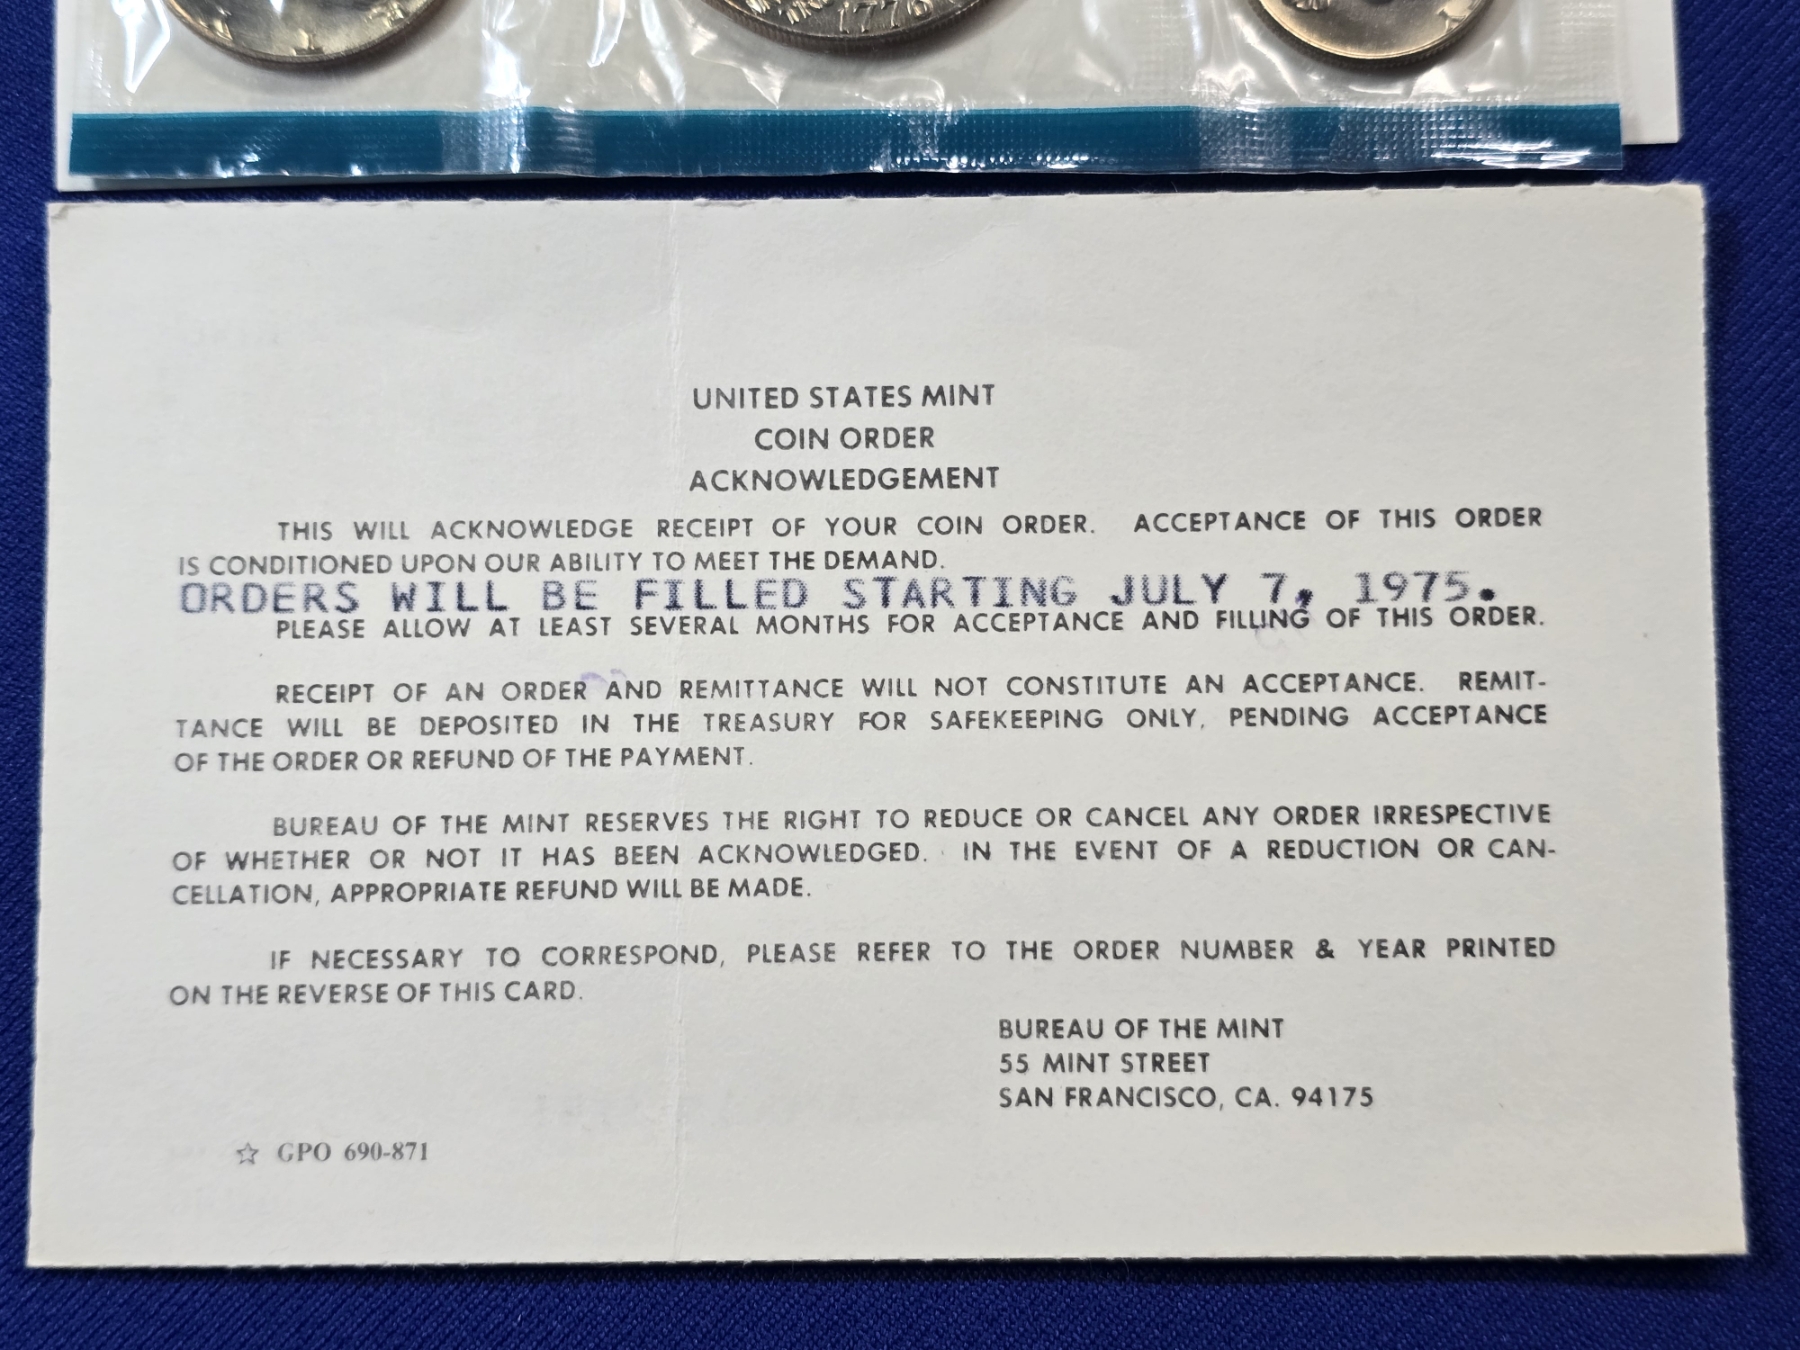 1776
UNITED STATES MINT
COIN ORDER
ACKNOWLEDGEMENT
THIS WILL ACKNOWLEDGE RECEIPT OF YOUR COIN ORDER. ACCEPTANCE OF THIS ORDER
IS CONDITIONED UPON OUR ABILITY TO MEET THE DEMAND.
ORDERS WILL BE FILLED STARTING JULY 7, 1975.
PLEASE ALLOW AT LEAST SEVERAL MONTHS FOR ACCEPTANCE AND FILLING OF THIS ORDER.
RECEIPT OF AN ORDER AND REMITTANCE WILL NOT CONSTITUTE AN ACCEPTANCE. REMIT-
TANCE WILL BE DEPOSITED IN THE TREASURY FOR SAFEKEEPING ONLY, PENDING ACCEPTANCE
OF THE ORDER OR REFUND OF THE PAYMENT.
BUREAU OF THE MINT RESERVES THE RIGHT TO REDUCE OR CANCEL ANY ORDER IRRESPECTIVE
OF WHETHER OR NOT IT HAS BEEN ACKNOWLEDGED. IN THE EVENT OF A REDUCTION OR CAN-
CELLATION, APPROPRIATE REFUND WILL BE MADE.
IF NECESSARY TO CORRESPOND, PLEASE REFER TO THE ORDER NUMBER & YEAR PRINTED
ON THE REVERSE OF THIS CARD.
BUREAU OF THE MINT
55 MINT STREET
SAN FRANCISCO, CA. 94175
☆ GPO 690-871